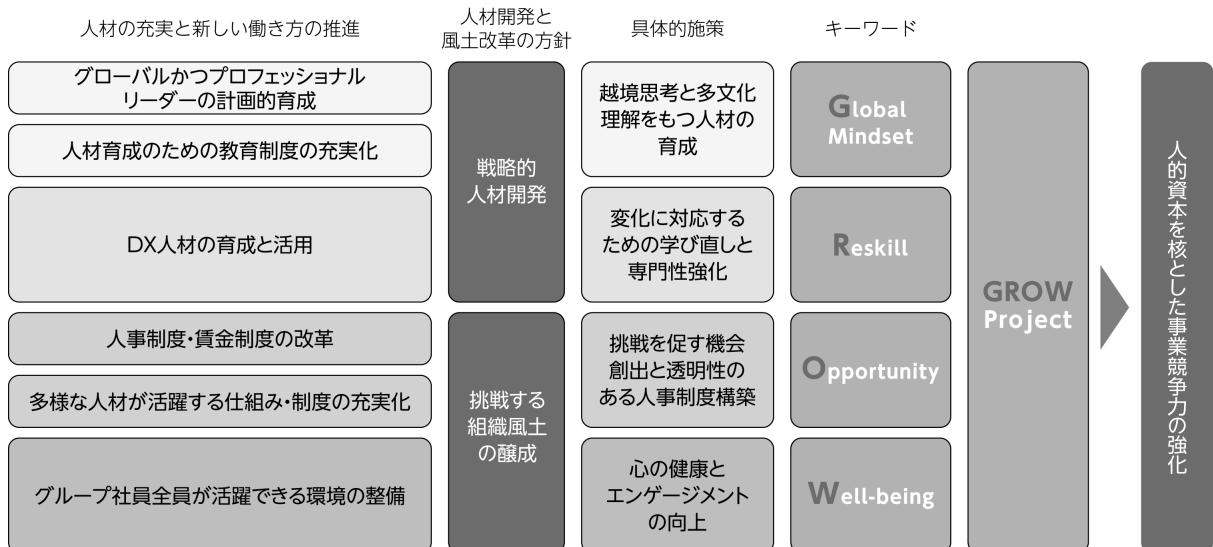 人材の充実と新しい働き方の推進
人材開発と
風土改革の方針
具体的施策
キーワード
グローバルかつプロフェッショナル
リーダーの計画的育成
人材育成のための教育制度の充実化
DX人材の育成と活用
人事制度・賃金制度の改革
多様な人材が活躍する仕組み・制度の充実化
グループ社員全員が活躍できる環境の整備
戦略的
人材開発
挑戦する
組織風土
の醸成
越境思考と多文化
理解をもつ人材の
育成
変化に対応する
ための学び直しと
専門性強化
挑戦を促す機会
創出と透明性の
ある人事制度構築
心の健康と
エンゲージメント
の向上
Global
Mindset
Reskill
Opportunity
Well-being
GROW
Project
人的資本を核とした事業競争力の強化